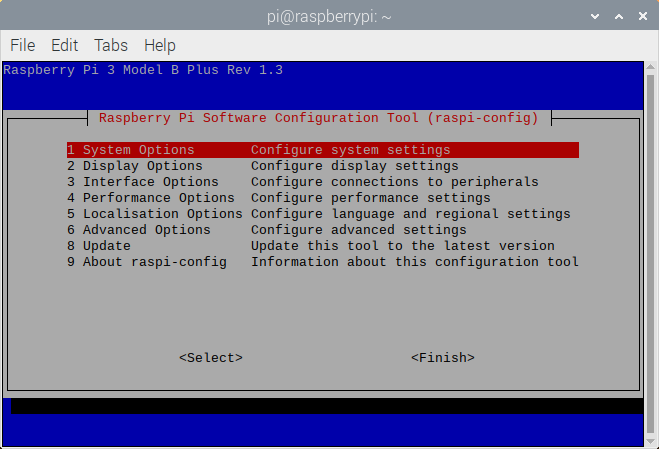 pi@raspberrypi: ~
File Edit Tabs Help
Raspberry Pi 3 Model B Plus Rev 1.3
Raspberry Pi Software Configuration Tool (raspi-config)
1 System Options Configure system settings
2 Display Options Configure display settings
3 Interface Options Configure connections to peripherals
4 Performance Options Configure performance settings
5 Localisation Options Configure language and regional settings
6 Advanced Options Configure advanced settings
8 Update Update this tool to the latest version
9 About raspi-config Information about this configuration tool
<Select> <Finish>